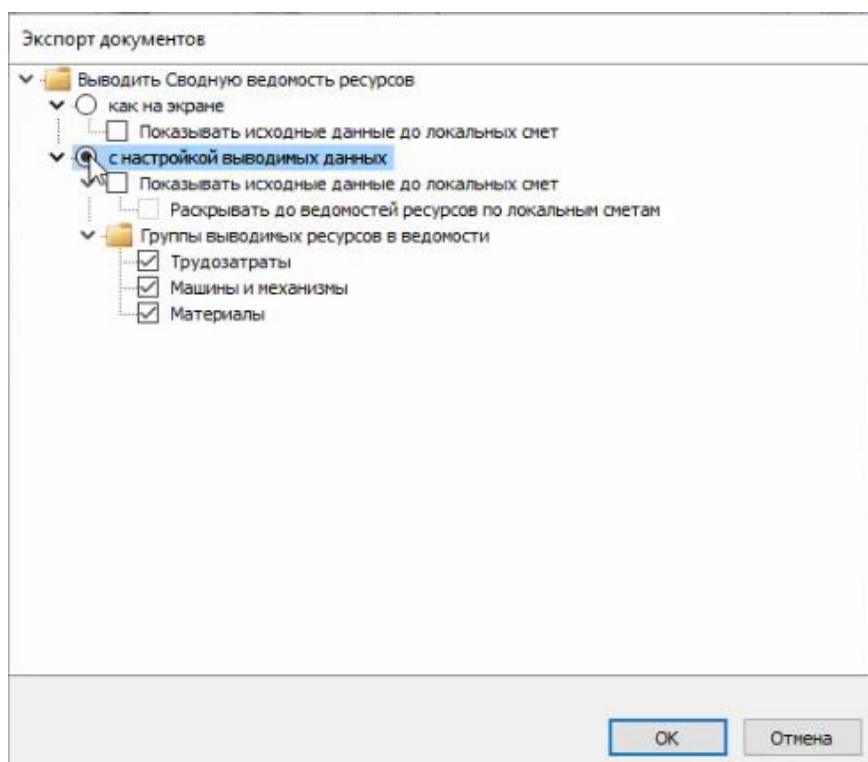 Экспорт документов
Выводить Сводную ведомость ресурсов
как на экране
Показывать исходные данные до локальных смет
с настройкой выводимых данных
Показывать исходные данные до локальных смет
Раскрывать до ведомостей ресурсов по локальным сметам
Группы выводимых ресурсов в ведомости
Трудозатраты
Машины и механизмы
Материалы
ОК Отмена